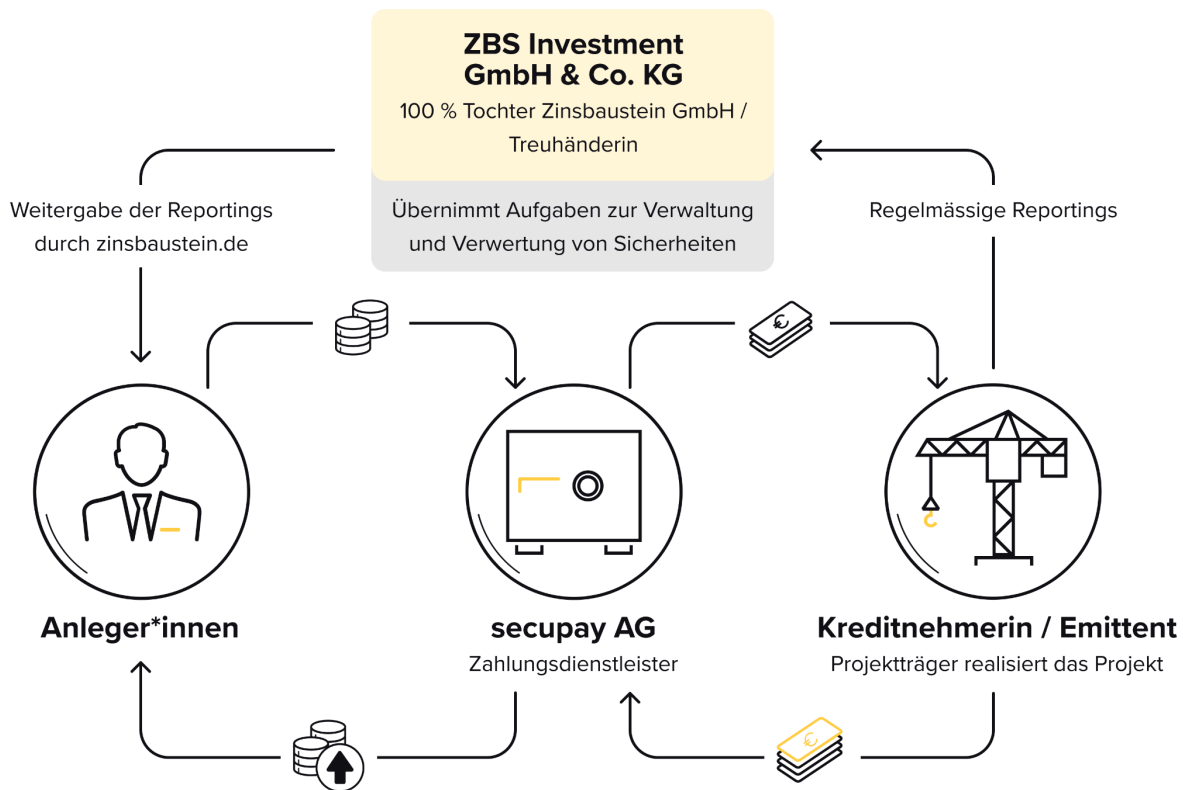 ZBS Investment
GmbH & Co. KG
100 % Tochter Zinsbaustein GmbH /
Treuhänderin
Weitergabe der Reportings
durch zinsbaustein.de
Übernimmt Aufgaben zur Verwaltung
und Verwertung von Sicherheiten
Regelmässige Reportings
€
Anleger*innen
secupay AG
Zahlungsdienstleister
Kreditnehmerin / Emittent
Projektträger realisiert das Projekt
€